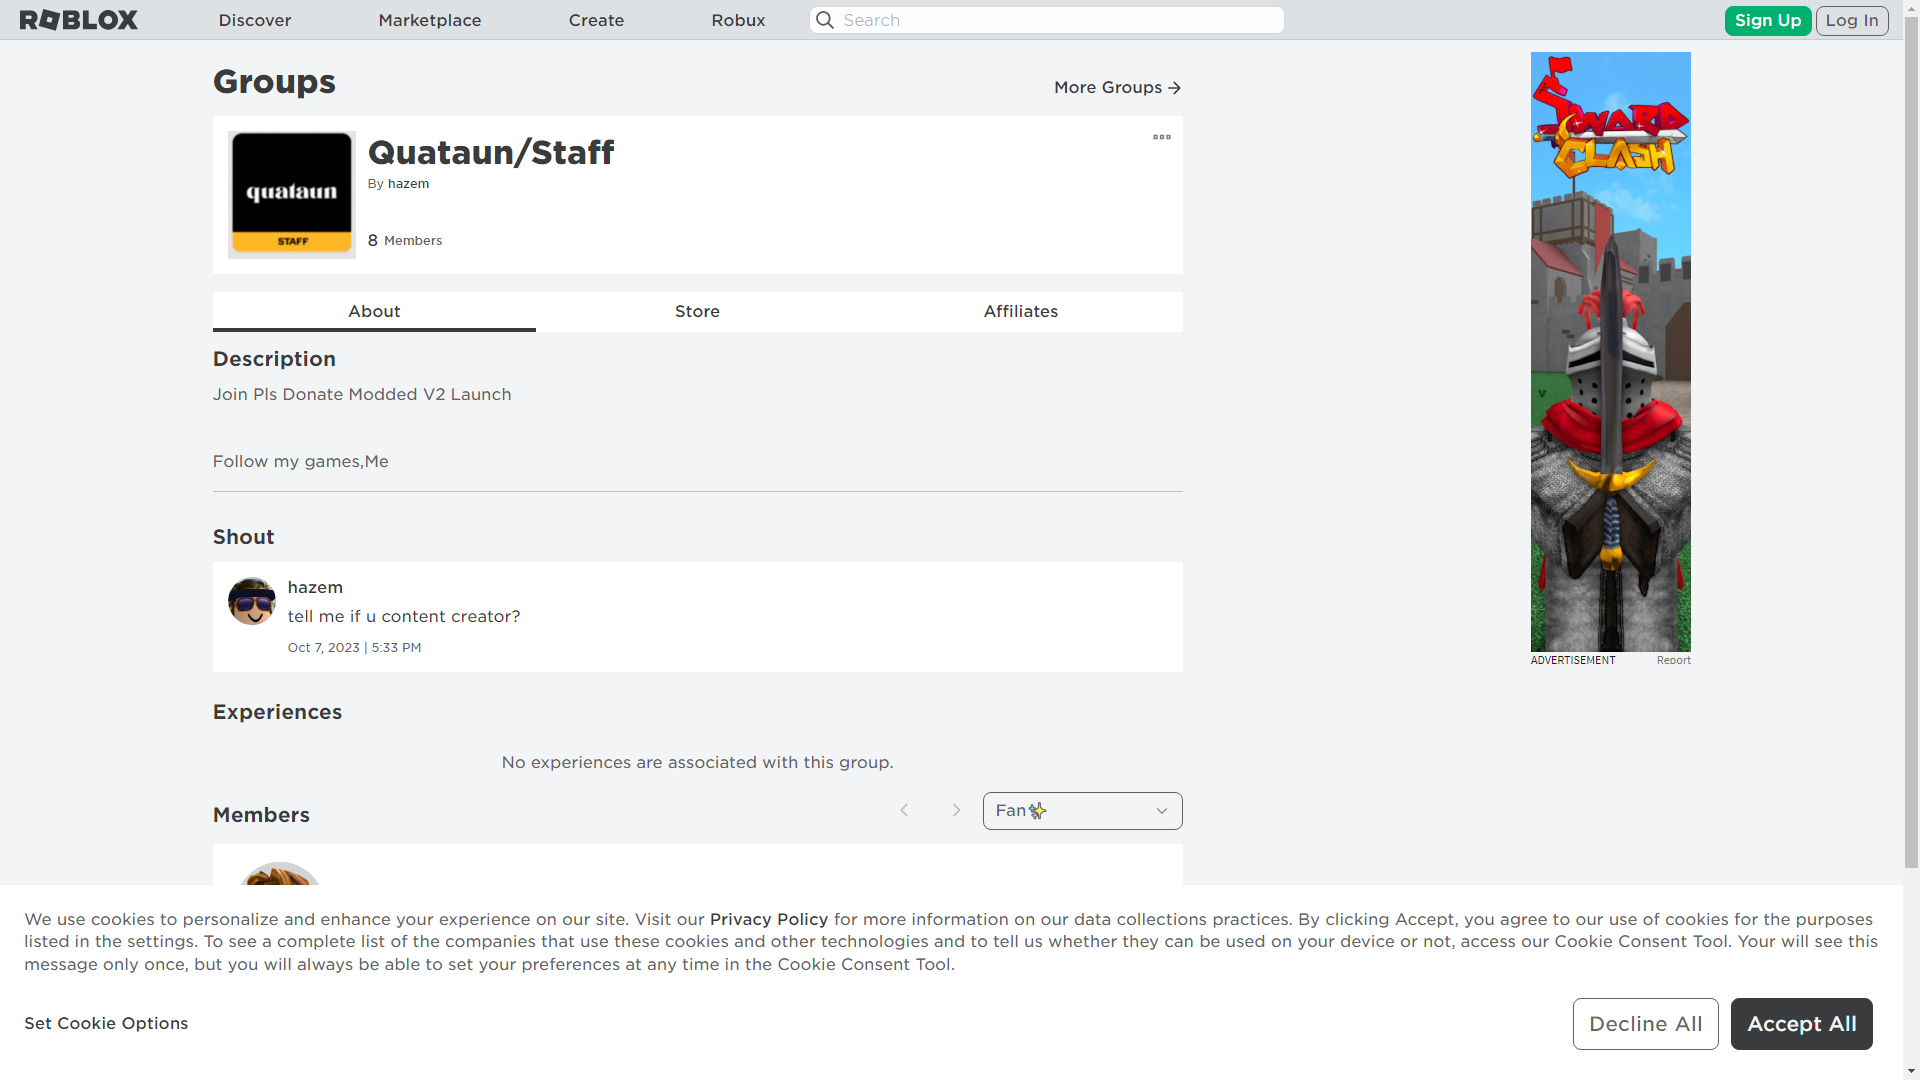 ROBLOX
Discover
Marketplace
Create
Robux
Search
Sign Up
Log In
Groups
More Groups
quataun
STAFF
Quataun/Staff
By hazem
8 Members
About
Store
Affiliates
Description
Join Pls Donate Modded V2 Launch
Follow my games,Me
Shout
hazem
tell me if u content creator?
Oct 7, 2023 | 5:33 PM
Experiences
No experiences are associated with this group.
Members
Fan✨
SWORD
CLASH
ADVERTISEMENT
Report
We use cookies to personalize and enhance your experience on our site. Visit our Privacy Policy for more information on our data collections practices. By clicking Accept, you agree to our use of cookies for the purposes
listed in the settings. To see a complete list of the companies that use these cookies and other technologies and to tell us whether they can be used on your device or not, access our Cookie Consent Tool. Your will see this
message only once, but you will always be able to set your preferences at any time in the Cookie Consent Tool.
Set Cookie Options
Decline All
Accept All